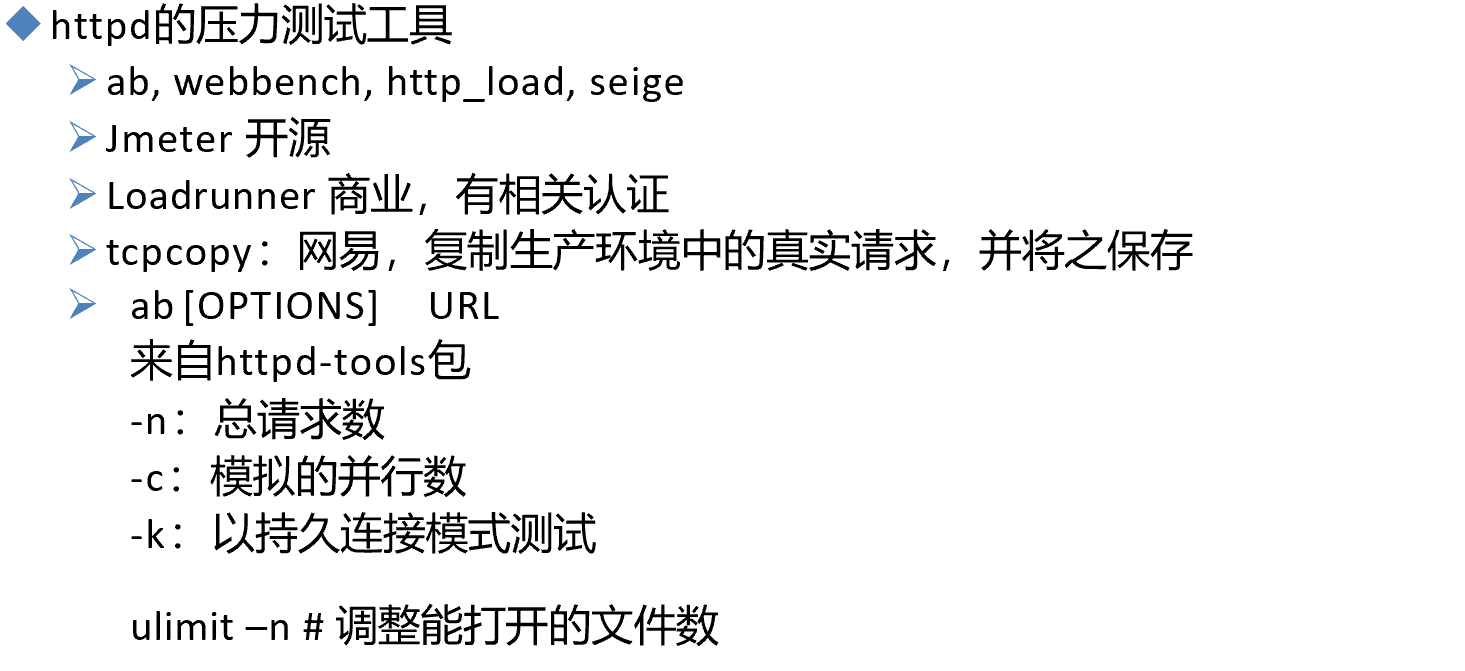 httpd的压力测试工具
ab, webbench, http_load, seige
Jmeter 开源
Loadrunner 商业，有相关认证
tcpcopy：网易，复制生产环境中的真实请求，并将之保存
ab [OPTIONS] URL
来自httpd-tools包
-n：总请求数
-c：模拟的并行数
-k：以持久连接模式测试
ulimit –n # 调整能打开的文件数